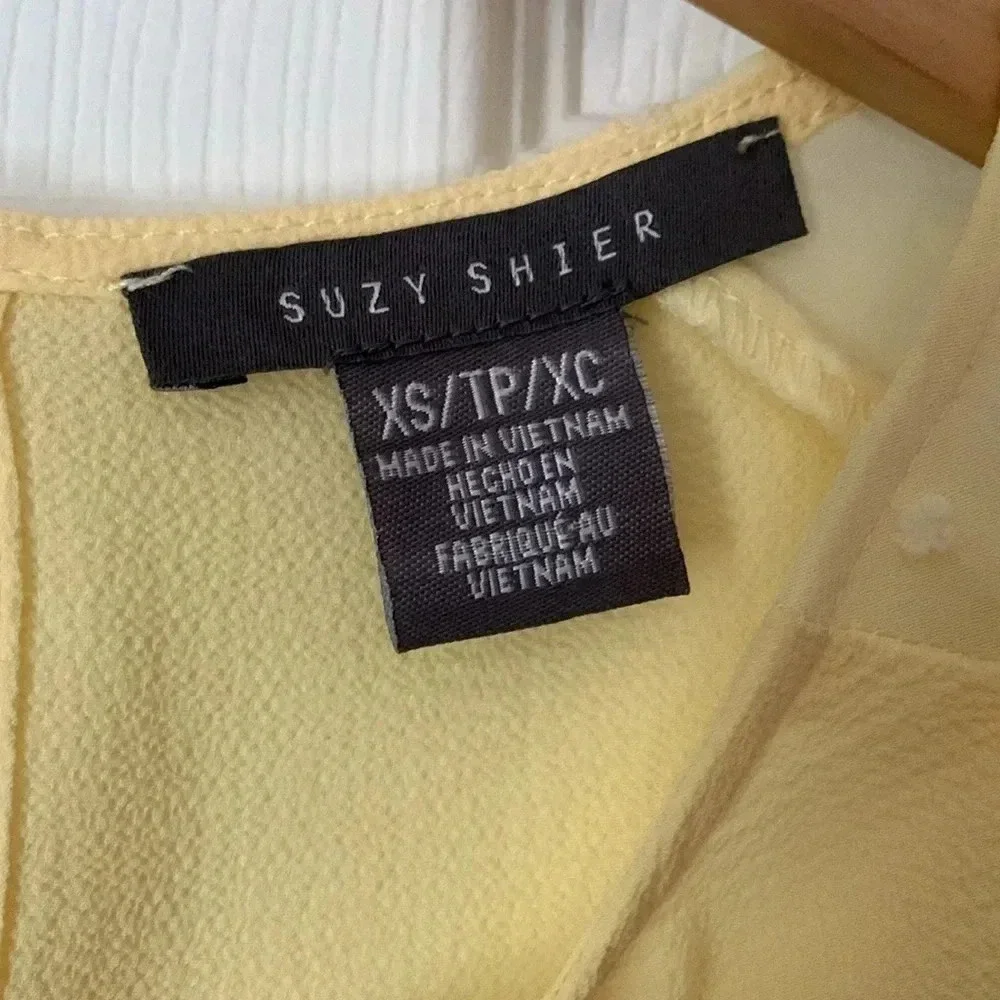 SUZY SHIER
XS/TP/XC
MADE IN VIETNAM
HECHO EN
VIETNAM
FABRIQUÉ AU
VIETNAM